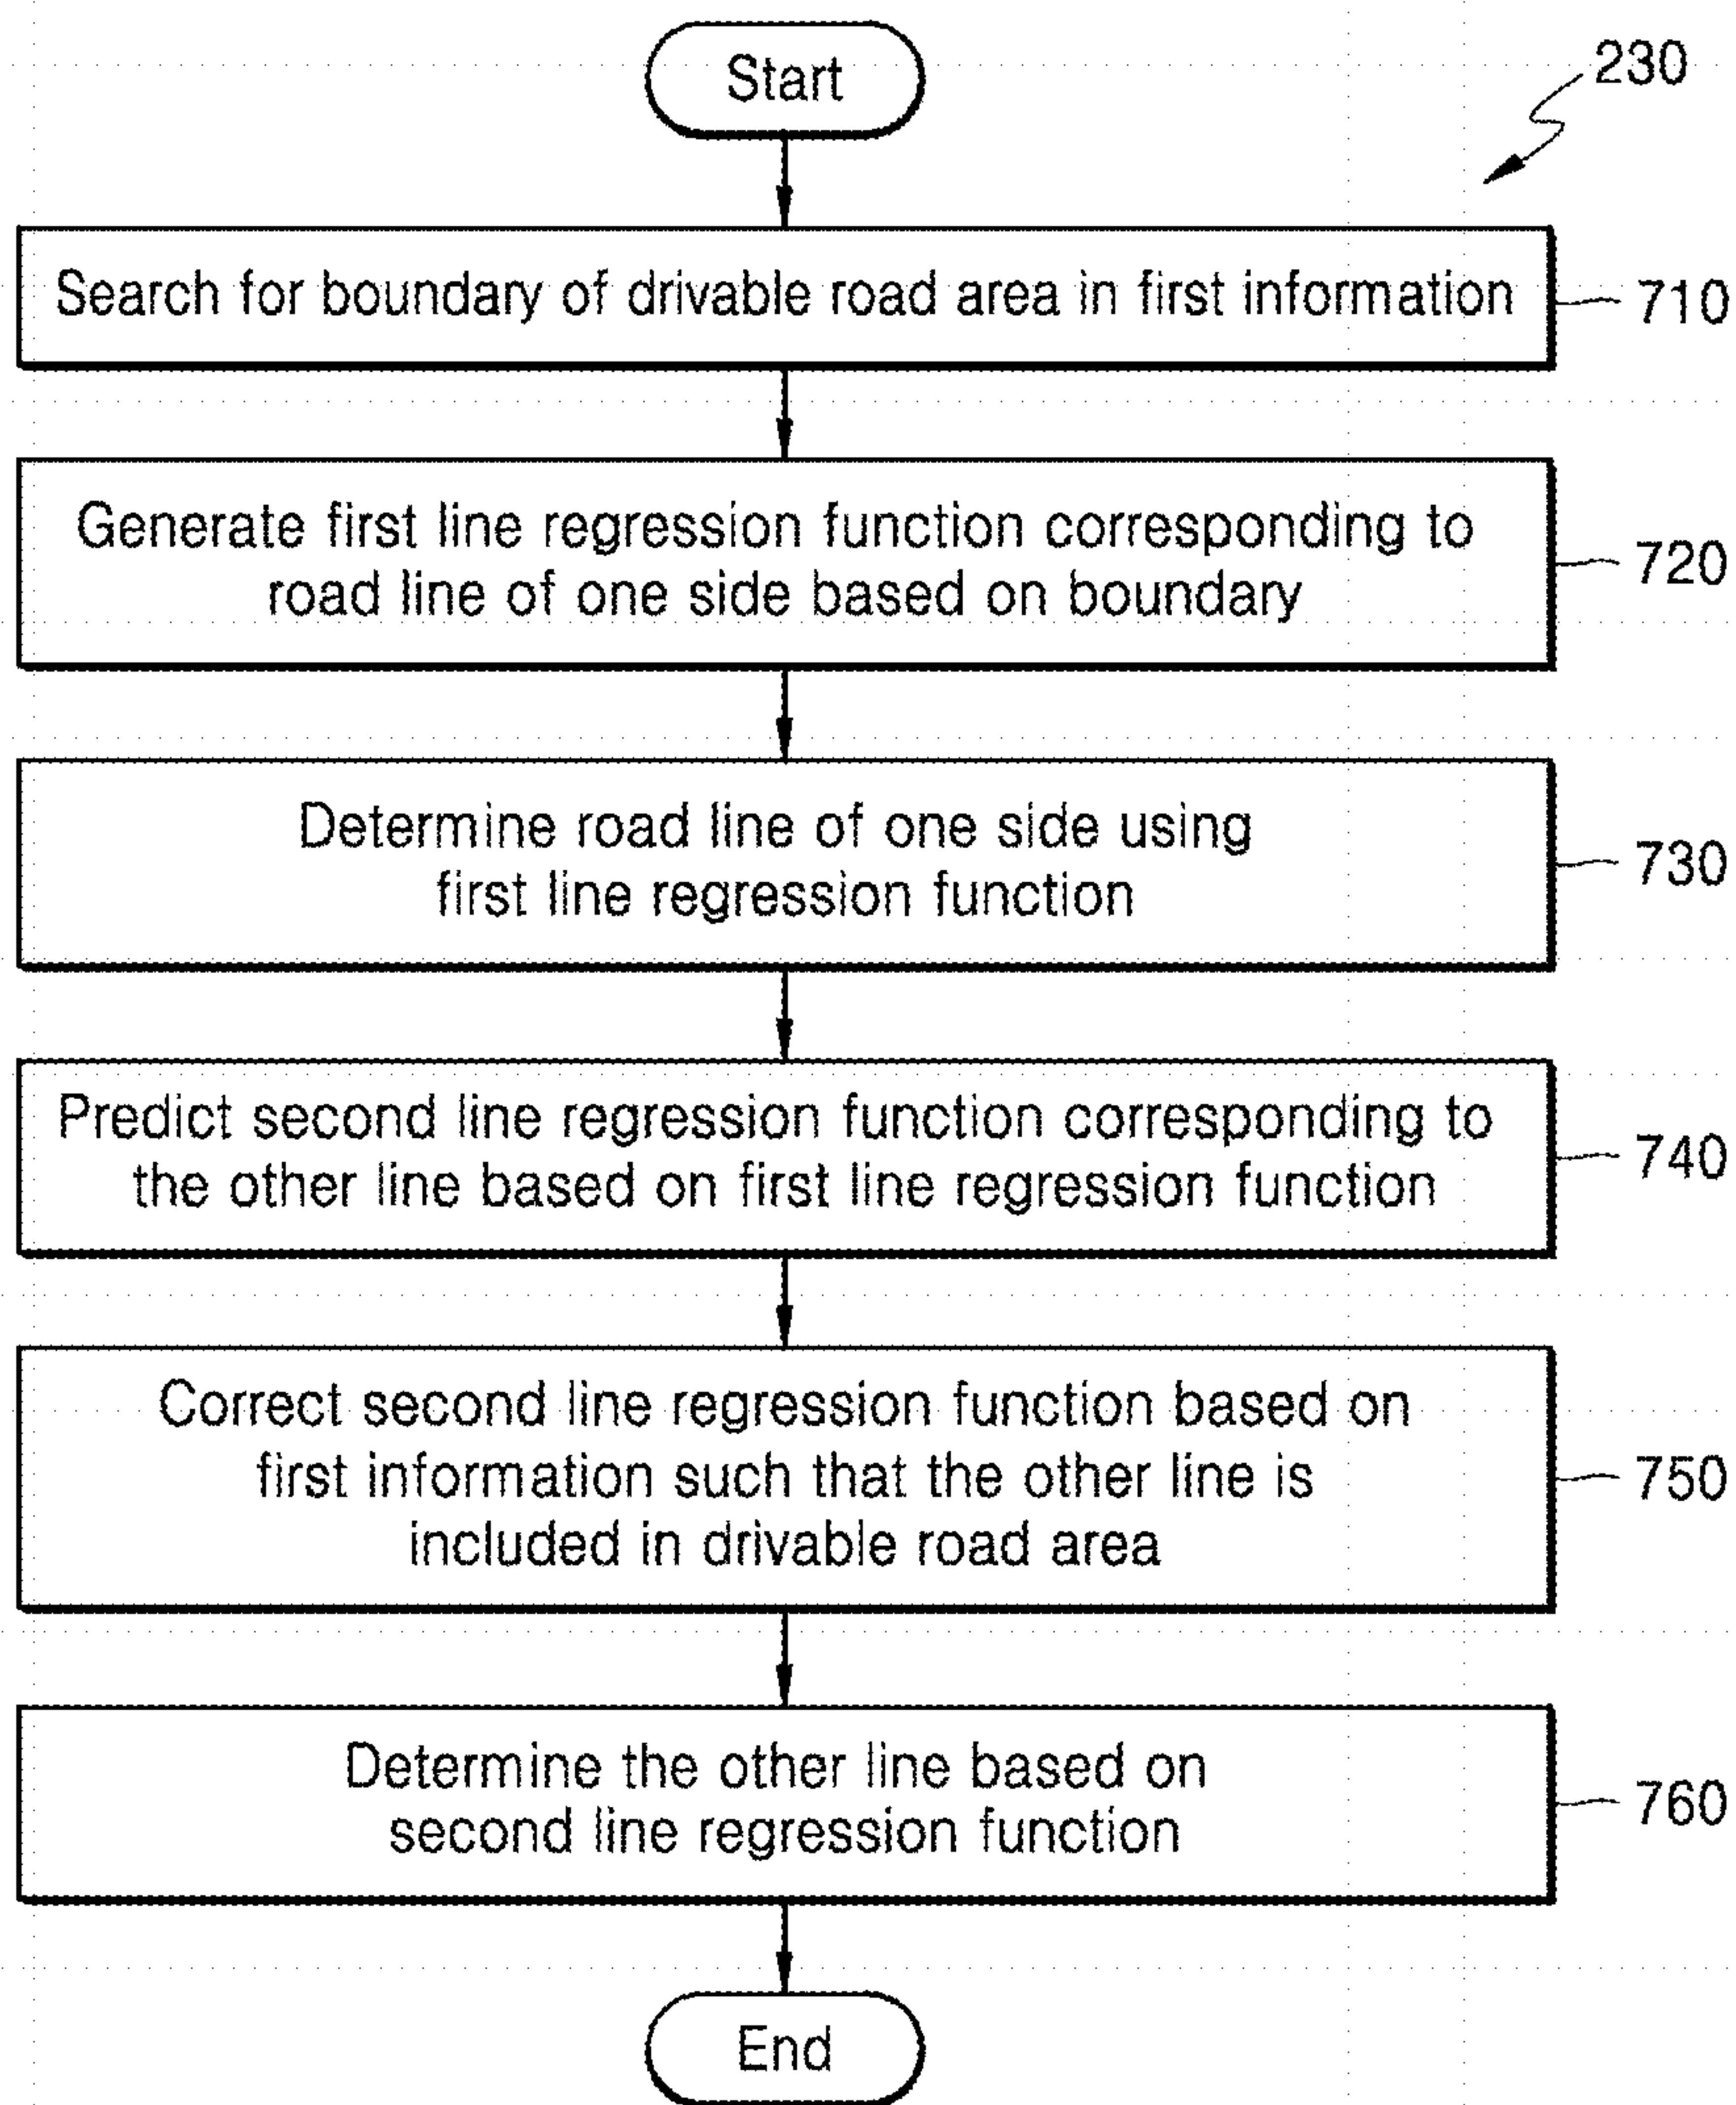 Start
230
Search for boundary of drivable road area in first information
710
Generate first line regression function corresponding to
road line of one side based on boundary
720
Determine road line of one side using
first line regression function
730
Predict second line regression function corresponding to
the other line based on first line regression function
740
Correct second line regression function based on
first information such that the other line is
included in drivable road area
750
Determine the other line based on
second line regression function
760
End